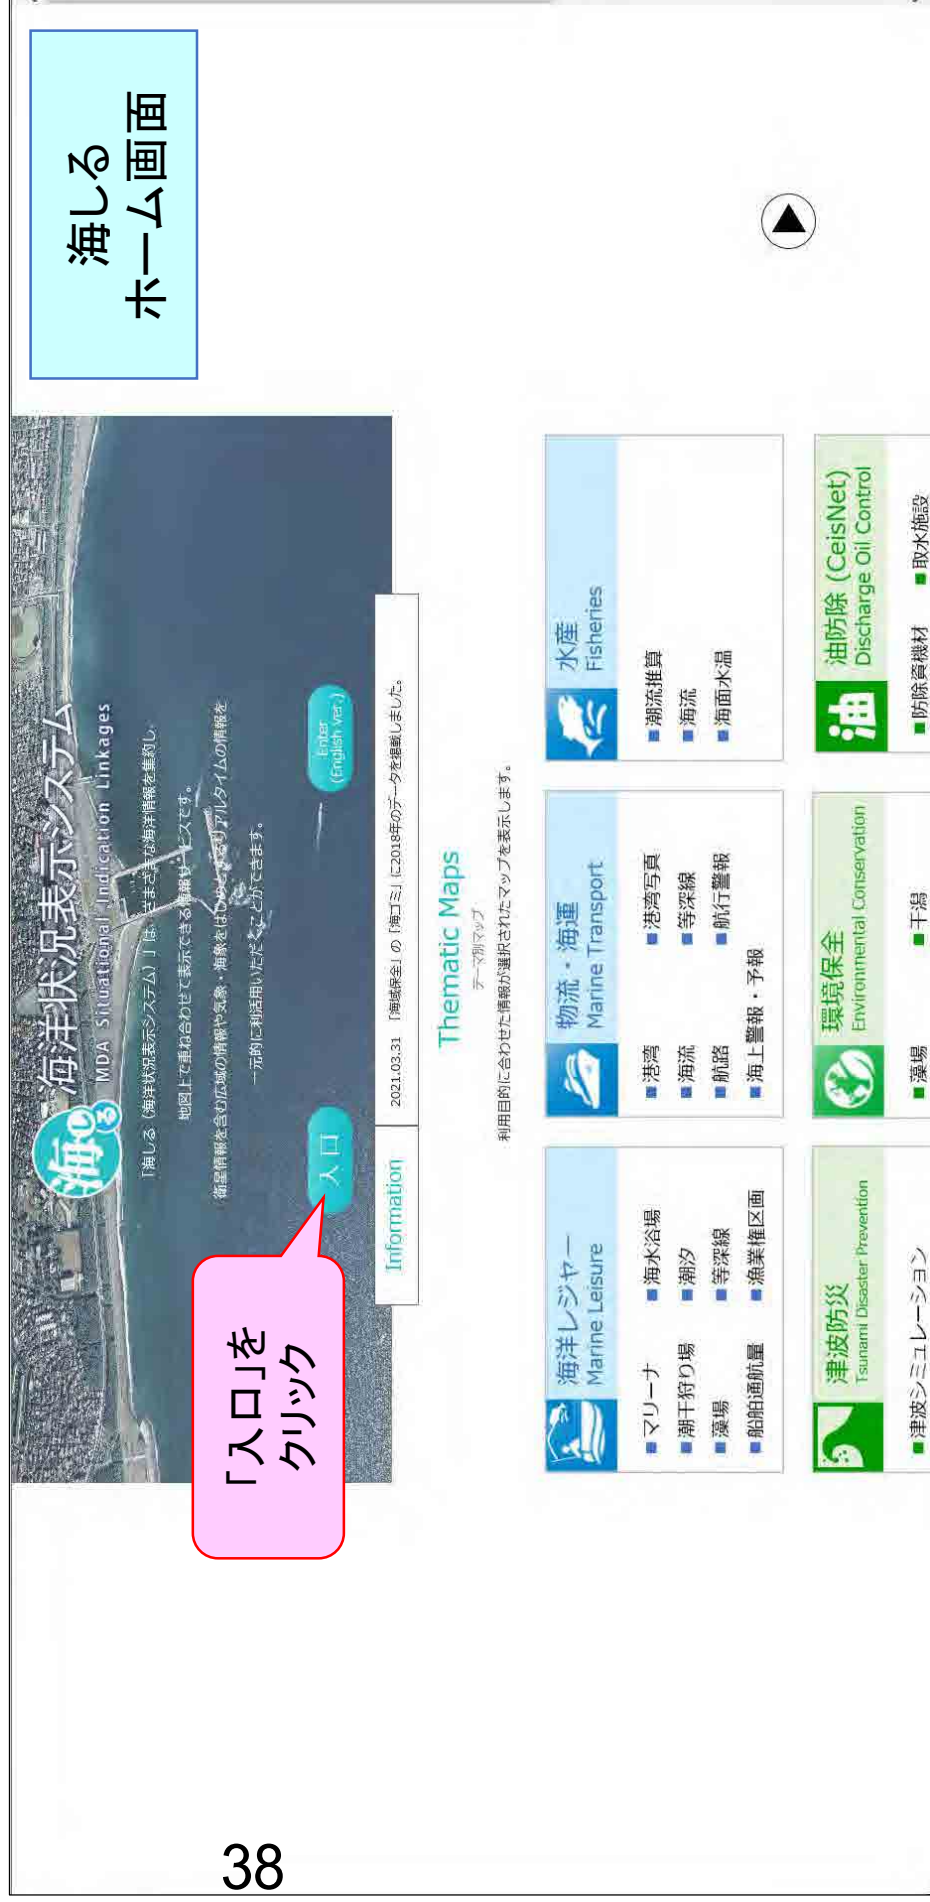 海しる
ホーム画面
海しる
海洋状況表示システム
MDA Situational Indication Linkages
「海しる（海洋状況表示システム）」は、さまざまな海洋情報を集約し、
地図上で重ね合わせて表示できる情報サービスです。
衛星情報を含む広域の情報や気象・海象をはじめとするリアルタイムの情報を
一元的に利活用いただくことができます。
入口
Enter
(English Ver.)
「入口」を
クリック
Information
2021.03.31 「海域保全」の「海ゴミ」に2018年のデータを掲載しました。
Thematic Maps
テーマ別マップ
利用目的に合わせた情報が選択されたマップを表示します。
海洋レジャー
Marine Leisure
■マリーナ ■海水浴場
■潮干狩り場 ■潮汐
■藻場 ■等深線
■船舶通航量 ■漁業権区画
物流・海運
Marine Transport
■港湾 ■港湾写真
■海流 ■等深線
■航路 ■航行警報
■海上警報・予報
水産
Fisheries
■潮流推算
■海流
■海面水温
津波防災
Tsunami Disaster Prevention
■津波シミュレーション
環境保全
Environmental Conservation
■藻場 ■干潟
油
油防除（CeisNet）
Discharge Oil Control
■防除資機材 ■取水施設
38